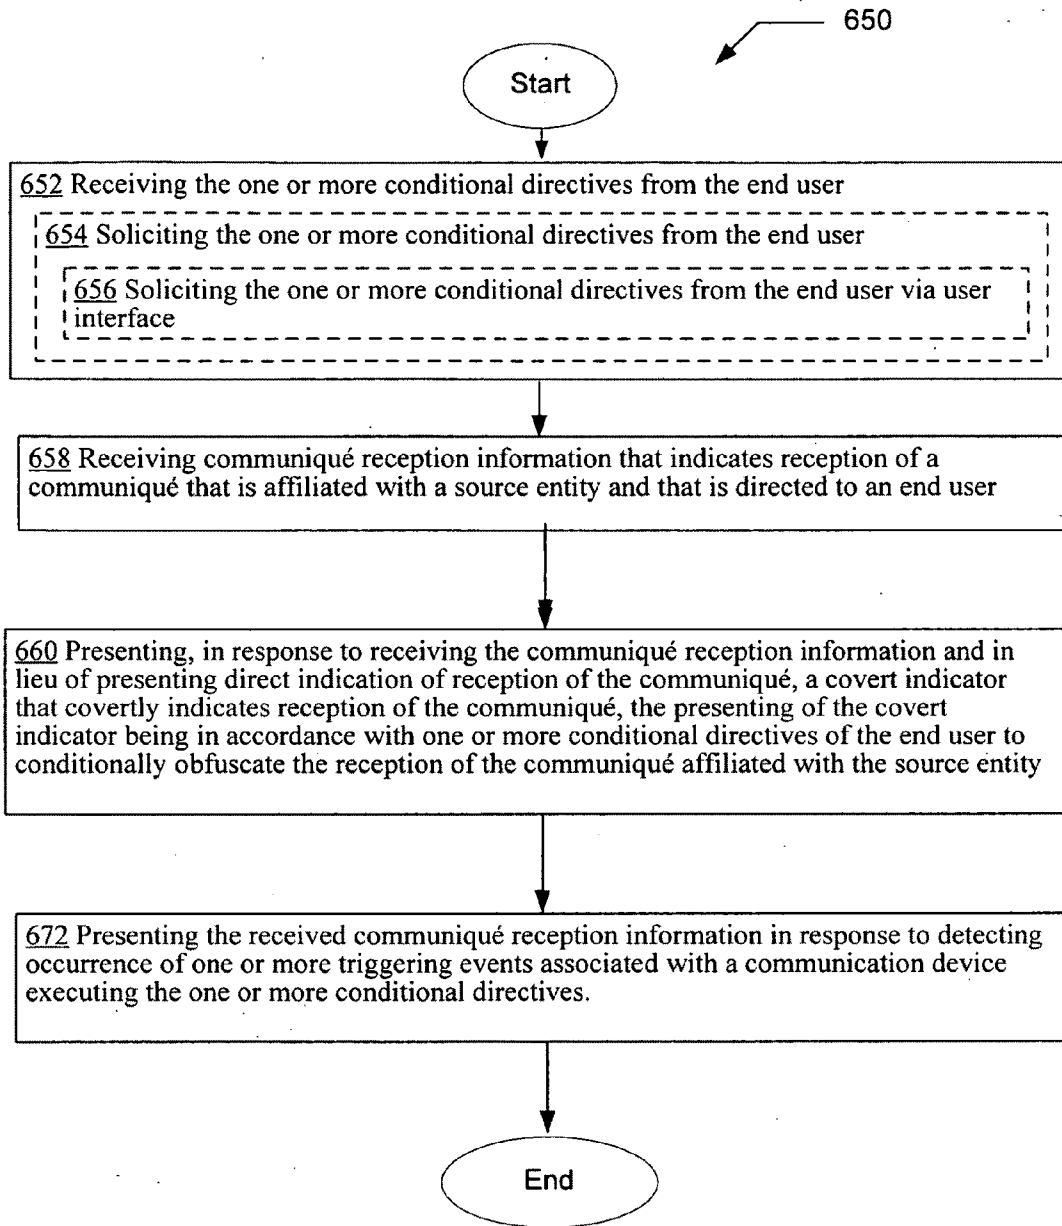 650
Start
652 Receiving the one or more conditional directives from the end user
654 Soliciting the one or more conditional directives from the end user
656 Soliciting the one or more conditional directives from the end user via user
interface
658 Receiving communiqué reception information that indicates reception of a
communiqué that is affiliated with a source entity and that is directed to an end user
660 Presenting, in response to receiving the communiqué reception information and in
lieu of presenting direct indication of reception of the communiqué, a covert indicator
that covertly indicates reception of the communiqué, the presenting of the covert
indicator being in accordance with one or more conditional directives of the end user to
conditionally obfuscate the reception of the communiqué affiliated with the source entity
672 Presenting the received communiqué reception information in response to detecting
occurrence of one or more triggering events associated with a communication device
executing the one or more conditional directives.
End